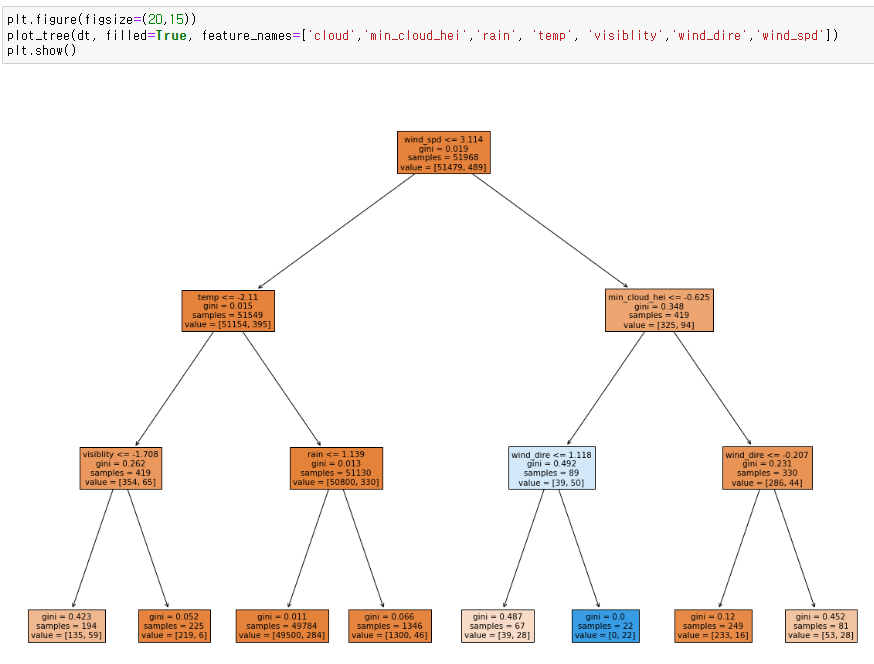 plt.figure(figsize=(20,15))
plot_tree(dt, filled=True, feature_names=['cloud','min_cloud_hei','rain', 'temp', 'visiblity','wind_dire','wind_spd'])
plt.show()
wind_spd <= 3.114
gini = 0.019
samples = 51968
value = [51479, 489]
temp <= -2.11
gini = 0.015
samples = 51549
value = [51154, 395]
min_cloud_hei <= -0.625
gini = 0.348
samples = 419
value = [325, 94]
visiblity <= -1.708
gini = 0.262
samples = 419
value = [354, 65]
rain <= 1.139
gini = 0.013
samples = 51130
value = [50800, 330]
wind_dire <= 1.118
gini = 0.492
samples = 89
value = [39, 50]
wind_dire <= -0.207
gini = 0.231
samples = 330
value = [286, 44]
gini = 0.423
samples = 194
value = [135, 59]
gini = 0.052
samples = 225
value = [219, 6]
gini = 0.011
samples = 49784
value = [49500, 284]
gini = 0.066
samples = 1346
value = [1300, 46]
gini = 0.487
samples = 67
value = [39, 28]
gini = 0.0
samples = 22
value = [0, 22]
gini = 0.12
samples = 249
value = [233, 16]
gini = 0.452
samples = 81
value = [53, 28]